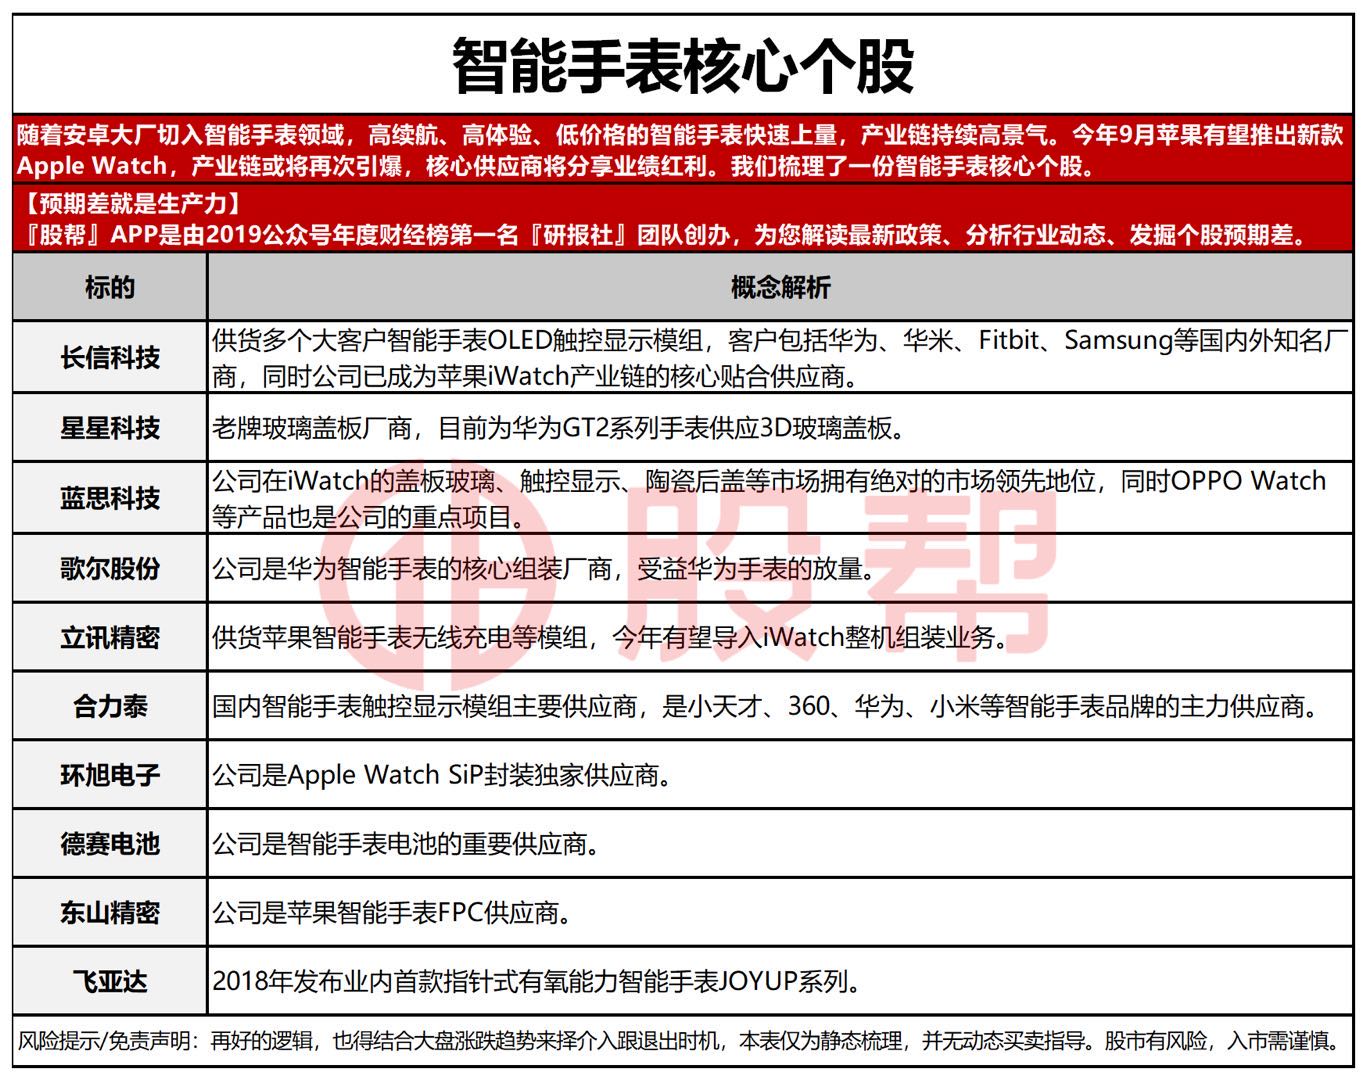 智能手表核心个股
随着安卓大厂切入智能手表领域，高续航、高体验、低价格的智能手表快速上量，产业链持续高景气。今年9月苹果有望推出新款
Apple Watch，产业链或将再次引爆，核心供应商将分享业绩红利。我们梳理了一份智能手表核心个股。
【预期差就是生产力】
『股帮』APP是由2019公众号年度财经榜第一名『研报社』团队创办，为您解读最新政策、分析行业动态、发掘个股预期差。
标的 概念解析
长信科技 供货多个大客户智能手表OLED触控显示模组，客户包括华为、华米、Fitbit、Samsung等国内外知名厂
商，同时公司已成为苹果iWatch产业链的核心贴合供应商。
星星科技 老牌玻璃盖板厂商，目前为华为GT2系列手表供应3D玻璃盖板。
蓝思科技 公司在iWatch的盖板玻璃、触控显示、陶瓷后盖等市场拥有绝对的市场领先地位，同时OPPO Watch
等产品也是公司的重点项目。
歌尔股份 公司是华为智能手表的核心组装厂商，受益华为手表的放量。
立讯精密 供货苹果智能手表无线充电等模组，今年有望导入iWatch整机组装业务。
合力泰 国内智能手表触控显示模组主要供应商，是小天才、360、华为、小米等智能手表品牌的主力供应商。
环旭电子 公司是Apple Watch SiP封装独家供应商。
德赛电池 公司是智能手表电池的重要供应商。
东山精密 公司是苹果智能手表FPC供应商。
飞亚达 2018年发布业内首款指针式有氧能力智能手表JOYUP系列。
风险提示/免责声明：再好的逻辑，也得结合大盘涨跌趋势来择介入跟退出时机，本表仅为静态梳理，并无动态买卖指导。股市有风险，入市需谨慎。
股帮